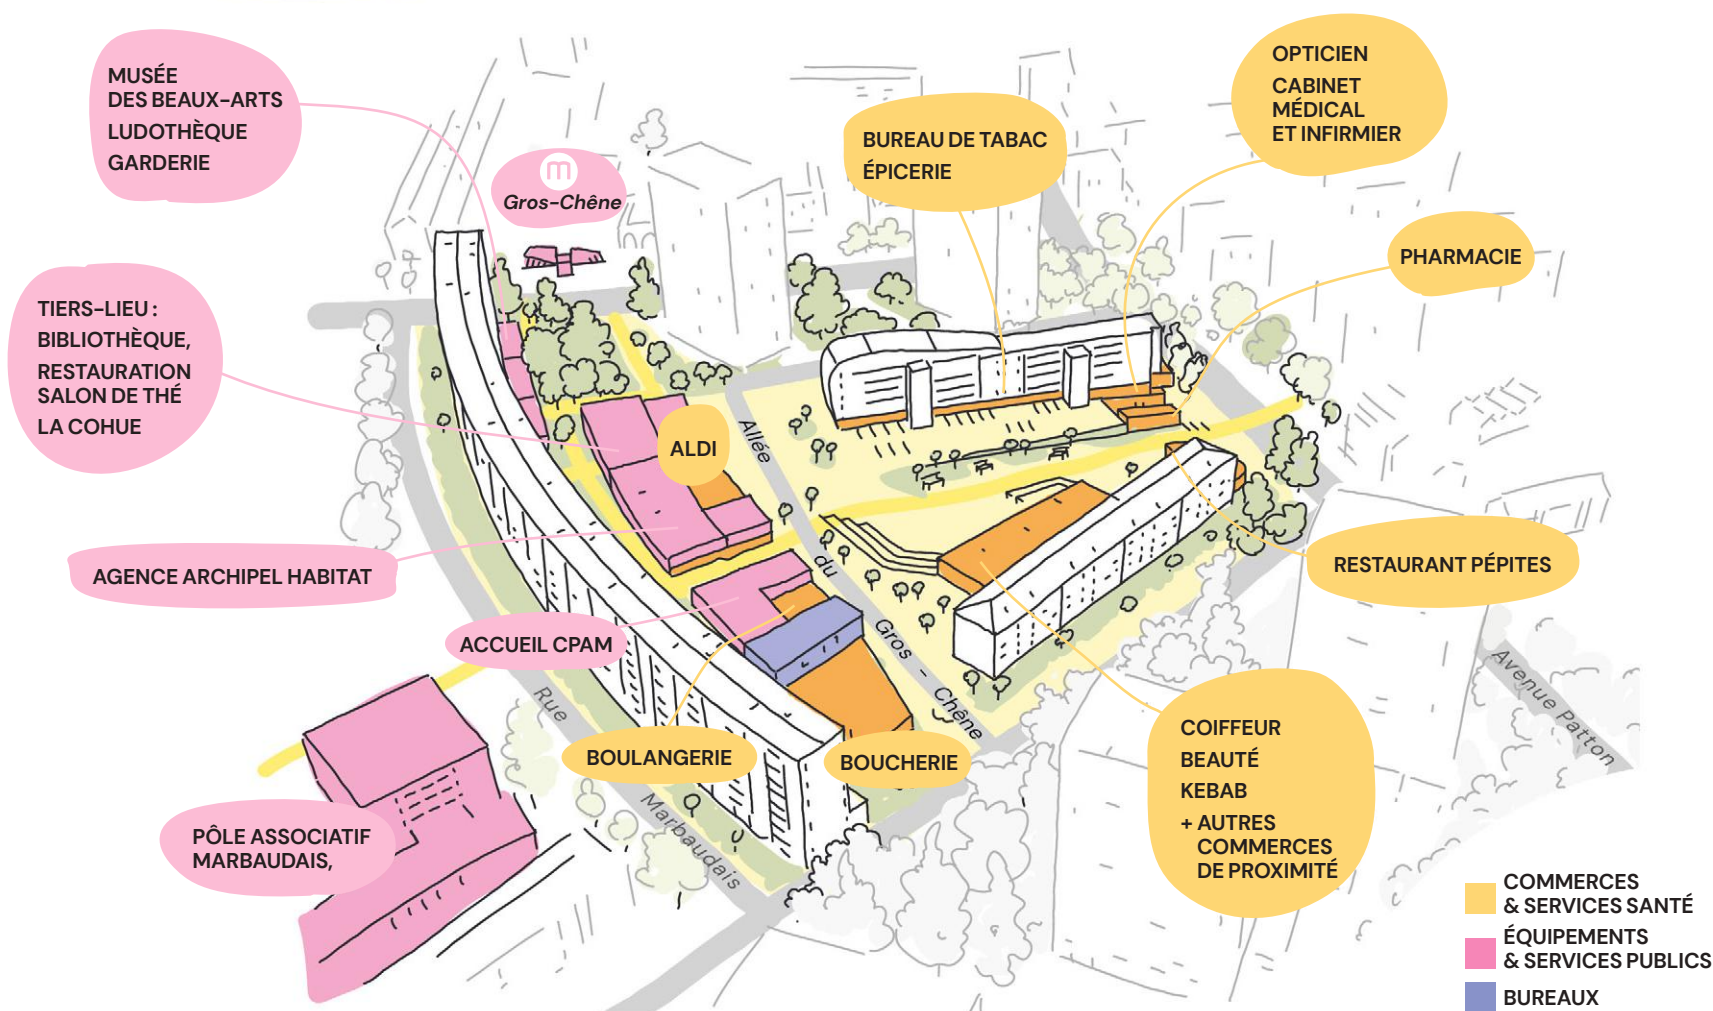 MUSÉE
DES BEAUX-ARTS
LUDOTHÈQUE
GARDERIE
m
Gros-Chêne
BUREAU DE TABAC
ÉPICERIE
OPTICIEN
CABINET
MÉDICAL
ET INFIRMIER
PHARMACIE
TIERS-LIEU :
BIBLIOTHÈQUE,
RESTAURATION
SALON DE THÉ
LA COHUE
ALDI
Allée
du
Gros - Chêne
AGENCE ARCHIPEL HABITAT
RESTAURANT PÉPITES
ACCUEIL CPAM
Rue
Marbaudais
Avenue Patton
BOULANGERIE
BOUCHERIE
COIFFEUR
BEAUTÉ
KEBAB
+ AUTRES
COMMERCES
DE PROXIMITÉ
PÔLE ASSOCIATIF
MARBAUDAIS,
COMMERCES
& SERVICES SANTÉ
ÉQUIPEMENTS
& SERVICES PUBLICS
BUREAUX